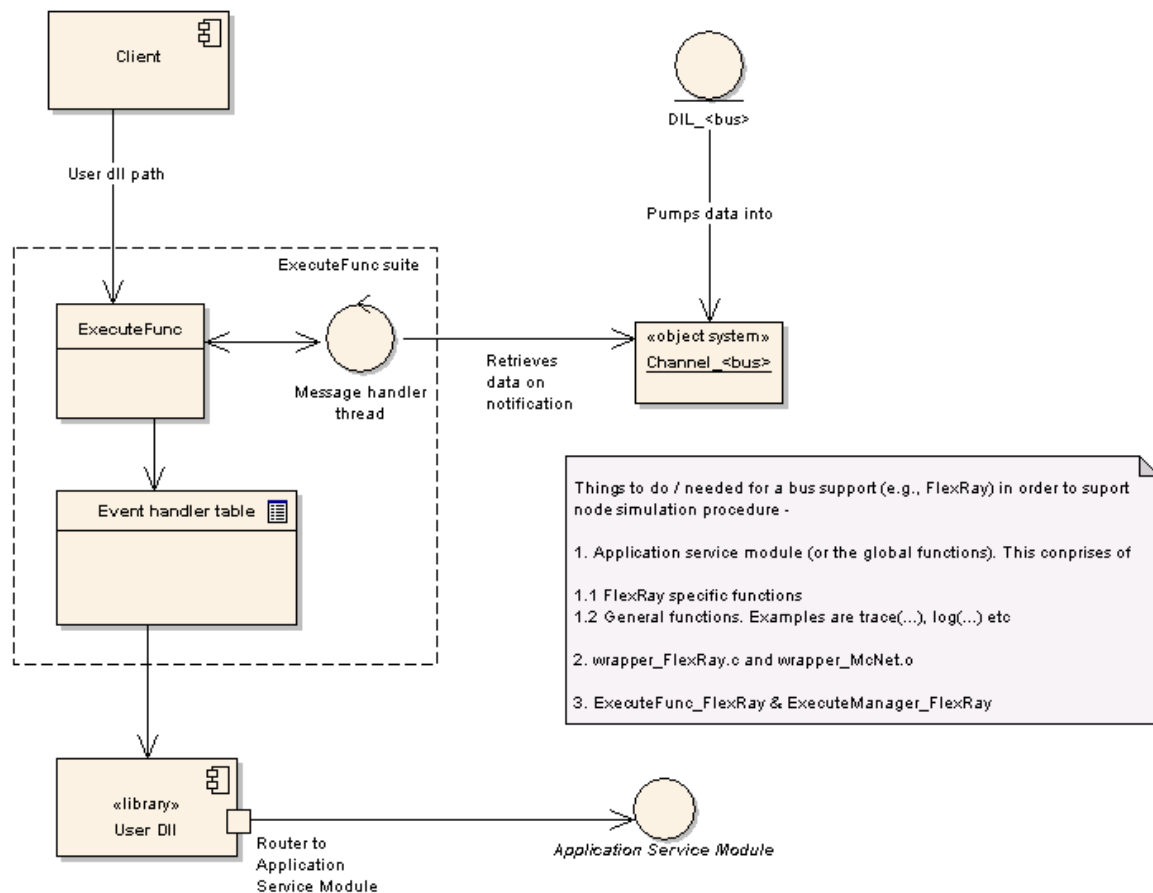 Client
DIL_<bus>
User dll path
Pumps data into
ExecuteFunc suite
ExecuteFunc
«object system»
Channel_<bus>
Retrieves
data on
notification
Message handler
thread
Event handler table
Things to do / needed for a bus support (e.g., FlexRay) in order to suport
node simulation procedure -
1. Application service module (or the global functions). This conprises of
1.1 FlexRay specific functions
1.2 General functions. Examples are trace(...), log(...) etc
2. wrapper_FlexRay.c and wrapper_McNet.o
3. ExecuteFunc_FlexRay & ExecuteManager_FlexRay
«library»
User Dll
Router to
Application
Service Module
Application Service Module